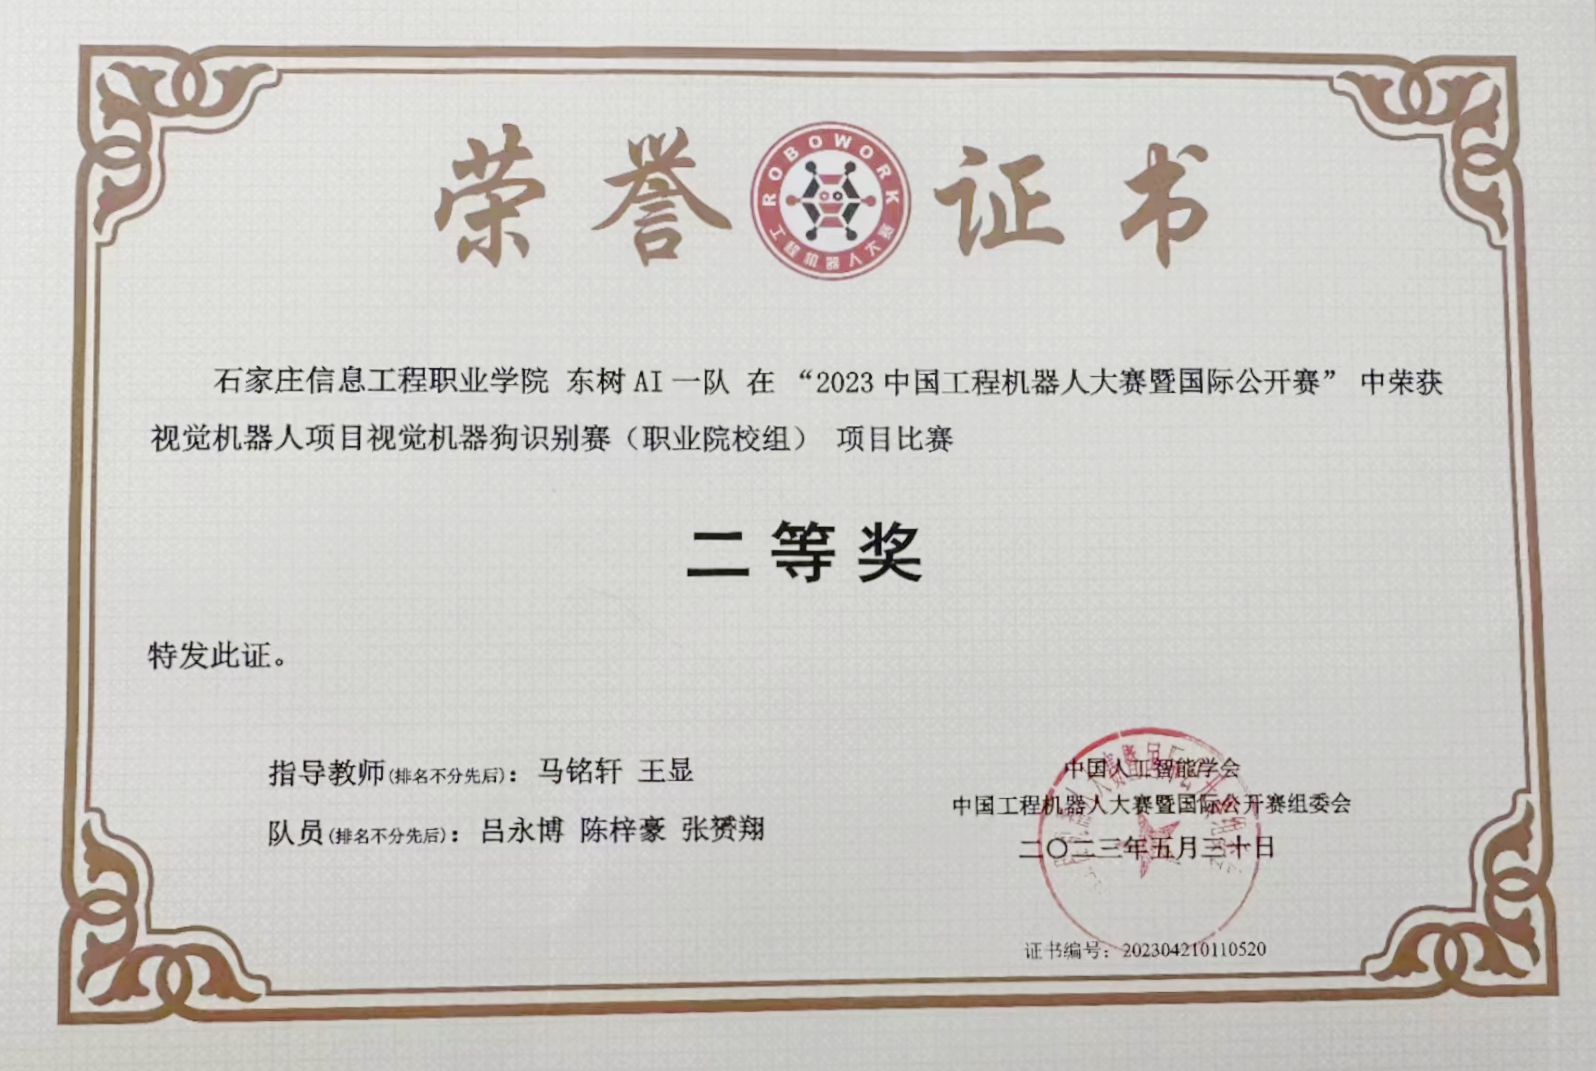 荣誉证书
ROBOWORK
工程机器人大赛
石家庄信息工程职业学院 东树AI一队 在 “2023中国工程机器人大赛暨国际公开赛” 中荣获
视觉机器人项目视觉机器狗识别赛（职业院校组） 项目比赛
二等奖
特发此证。
指导教师(排名不分先后)：马铭轩 王显
队员(排名不分先后)：吕永博 陈梓豪 张赟翔
中国人工智能学会
中国工程机器人大赛暨国际公开赛组委会
二〇二三年五月三十日
证书编号：202304210110520